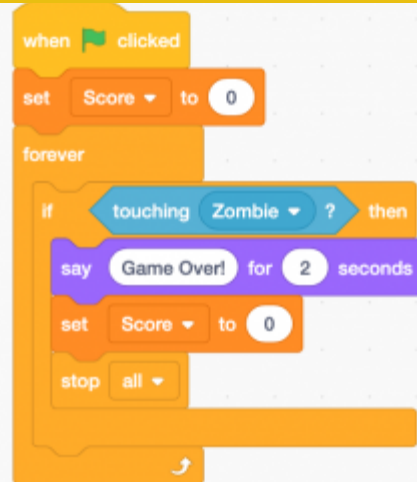 when clicked
set Score to 0
forever
if touching Zombie ? then
say Game Over! for 2 seconds
set Score to 0
stop all